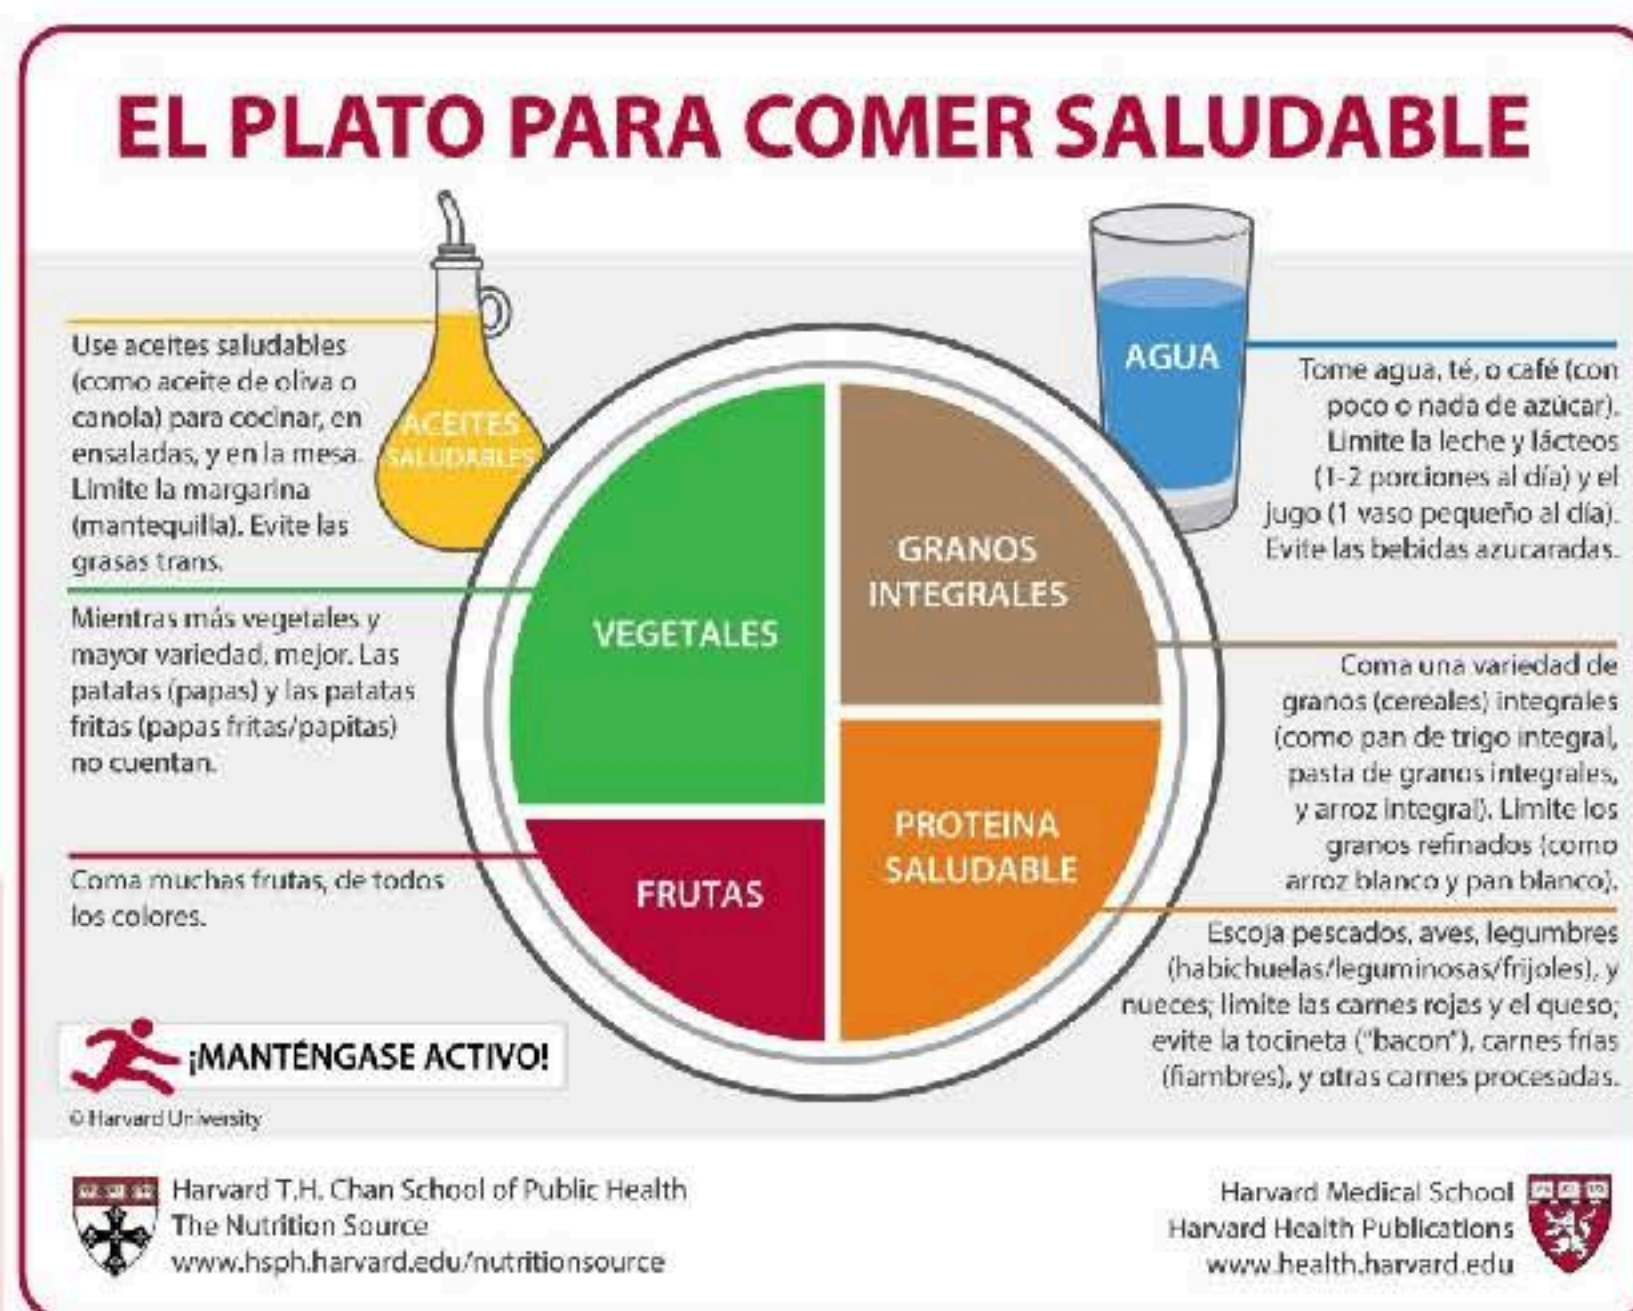 EL PLATO PARA COMER SALUDABLE
Use aceites saludables
(como aceite de oliva o
canola) para cocinar, en
ensaladas, y en la mesa.
Limite la margarina
(mantequilla). Evite las
grasas trans.
ACEITES
SALUDABLES
AGUA
Tome agua, té, o café (con
poco o nada de azúcar).
Limite la leche y lácteos
(1-2 porciones al día) y el
jugo (1 vaso pequeño al día).
Evite las bebidas azucaradas.
Mientras más vegetales y
mayor variedad, mejor. Las
patatas (papas) y las patatas
fritas (papas fritas/papitas)
no cuentan.
VEGETALES
GRANOS
INTEGRALES
Coma una variedad de
granos (cereales) integrales
(como pan de trigo integral,
pasta de granos integrales,
y arroz integral). Limite los
granos refinados (como
arroz blanco y pan blanco).
Coma muchas frutas, de todos
los colores.
FRUTAS
PROTEINA
SALUDABLE
Escoja pescados, aves, legumbres
(habichuelas/leguminosas/frijoles), y
nueces; limite las carnes rojas y el queso;
evite la tocineta ("bacon"), carnes frías
(fiambres), y otras carnes procesadas.
¡MANTÉNGASE ACTIVO!
© Harvard University
Harvard T.H. Chan School of Public Health
The Nutrition Source
www.hsph.harvard.edu/nutritionsource
Harvard Medical School
Harvard Health Publications
www.health.harvard.edu